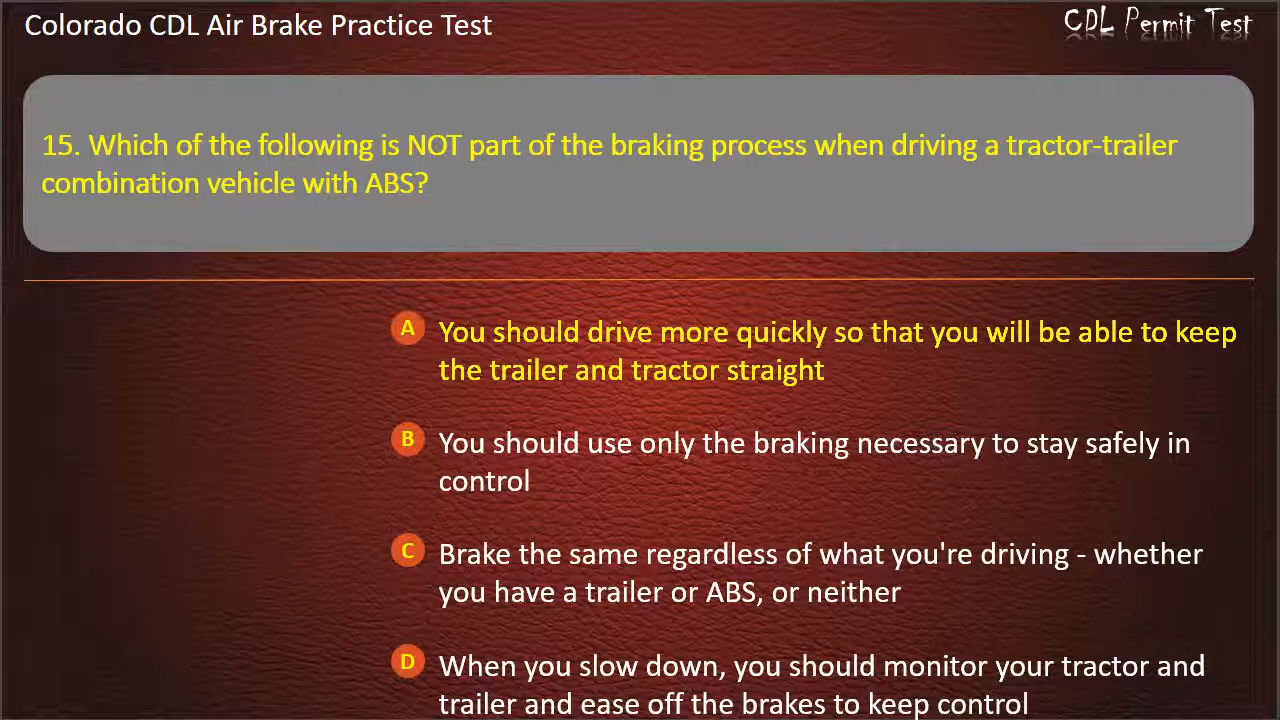 Colorado CDL Air Brake Practice Test
CDL Permit Test
15. Which of the following is NOT part of the braking process when driving a tractor-trailer
combination vehicle with ABS?
A You should drive more quickly so that you will be able to keep
the trailer and tractor straight
B You should use only the braking necessary to stay safely in
control
C Brake the same regardless of what you're driving - whether
you have a trailer or ABS, or neither
D When you slow down, you should monitor your tractor and
trailer and ease off the brakes to keep control